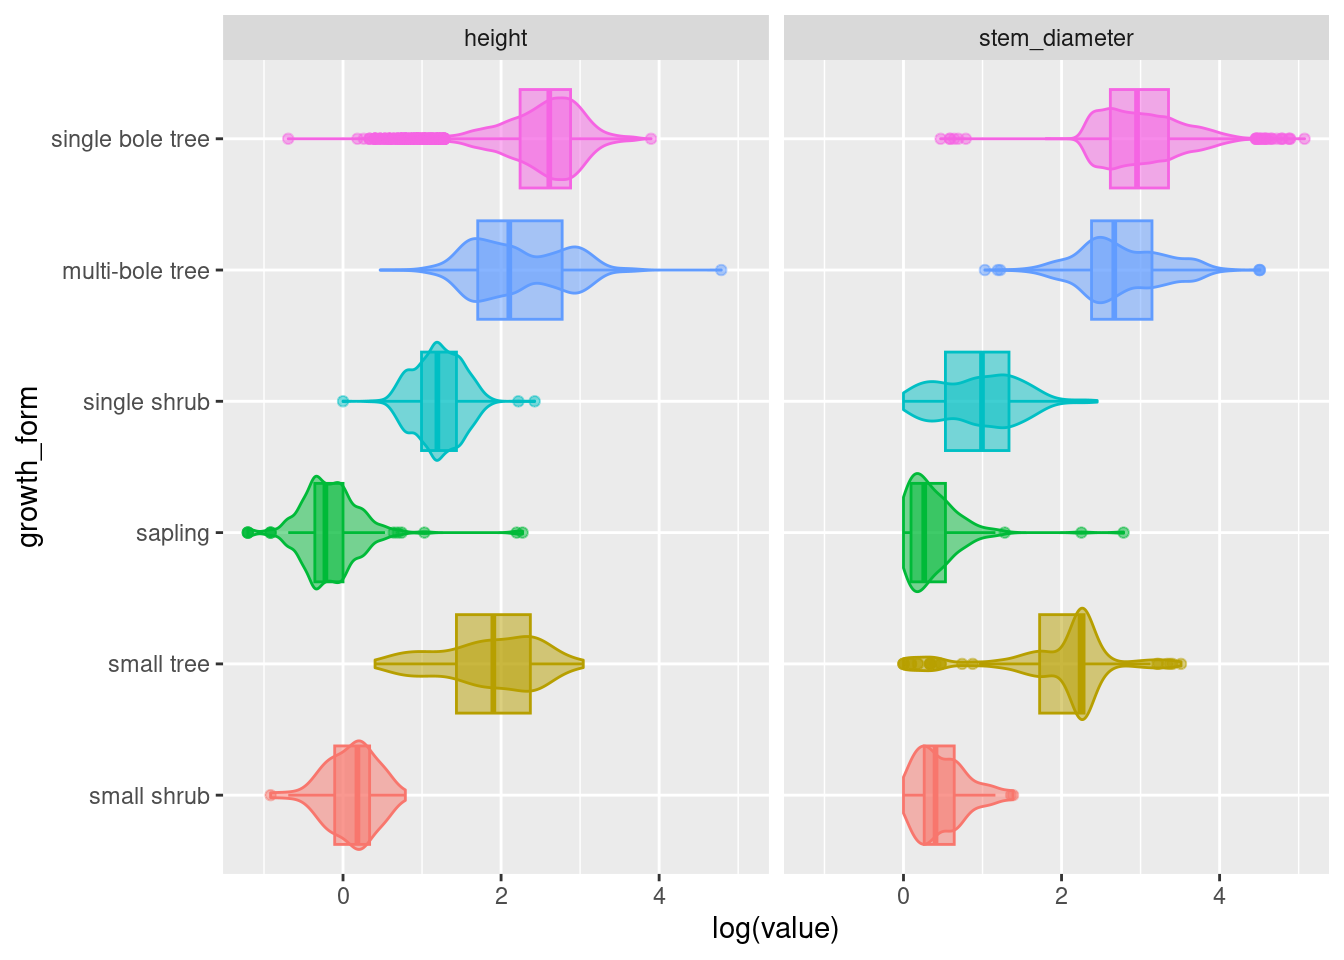 height
stem_diameter
growth_form
single bole tree
multi-bole tree
single shrub
sapling
small tree
small shrub
0
2
4
0
2
4
log(value)